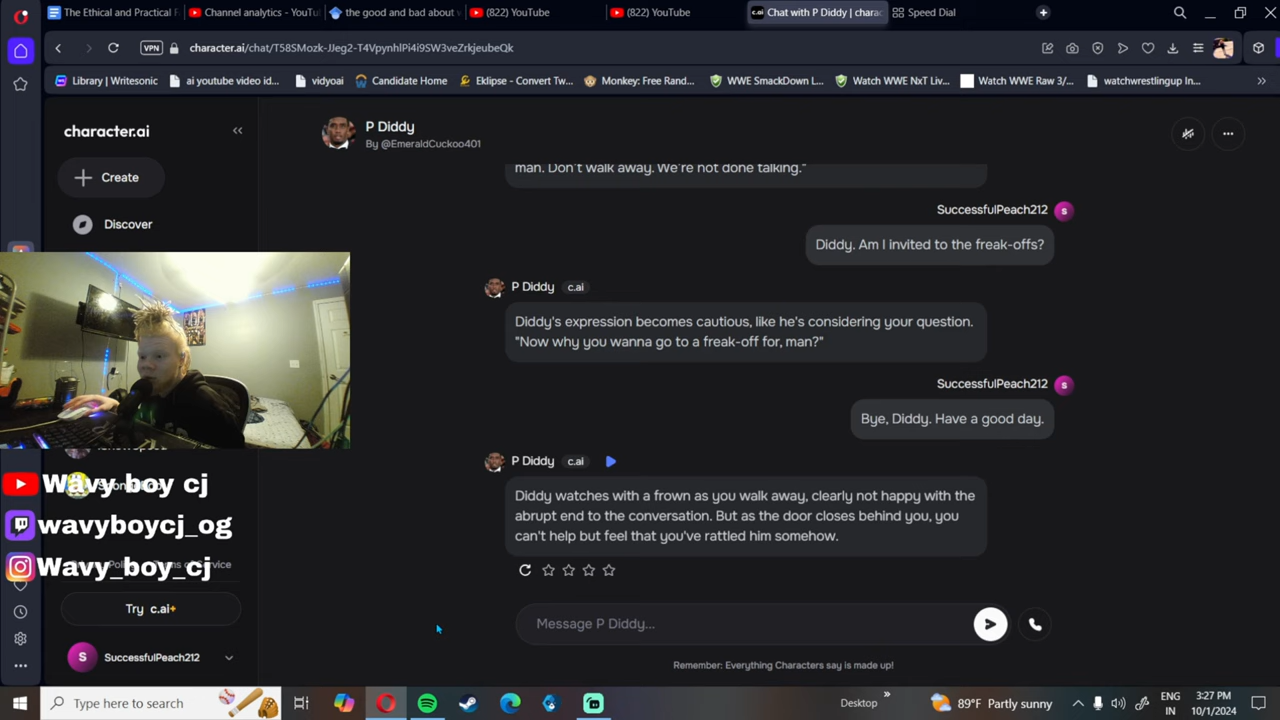 The Ethical and Practical F
Channel analytics - YouTu
the good and bad about
(822) YouTube
(822) YouTube
c.ai Chat with P Diddy | charac
Speed Dial
VPN
character.ai/chat/T58SMozk-JJeg2-T4VpynhlPi4i9SW3veZrkjeubeQk
Library | Writesonic
ai youtube video id...
vidyoai
Candidate Home
Eklipse - Convert Tw...
Monkey: Free Rand...
WWE SmackDown L...
Watch WWE NxT Liv...
Watch WWE Raw 3/...
watchwrestlingup In...
character.ai
Create
Discover
P Diddy
By @EmeraldCuckoo401
man. Don't walk away. We're not done talking."
SuccessfulPeach212
S
Diddy. Am I invited to the freak-offs?
P Diddy c.ai
Diddy's expression becomes cautious, like he's considering your question.
"Now why you wanna go to a freak-off for, man?"
SuccessfulPeach212
S
Bye, Diddy. Have a good day.
P Diddy c.ai
Diddy watches with a frown as you walk away, clearly not happy with the
abrupt end to the conversation. But as the door closes behind you, you
can't help but feel that you've rattled him somehow.
Wavy boy cj
wavyboycj_og
Wavy_boy_cj
Service
Try c.ai+
S SuccessfulPeach212
Message P Diddy...
Remember: Everything Characters say is made up!
Type here to search
Desktop
89°F Partly sunny
ENG
IN
3:27 PM
10/1/2024